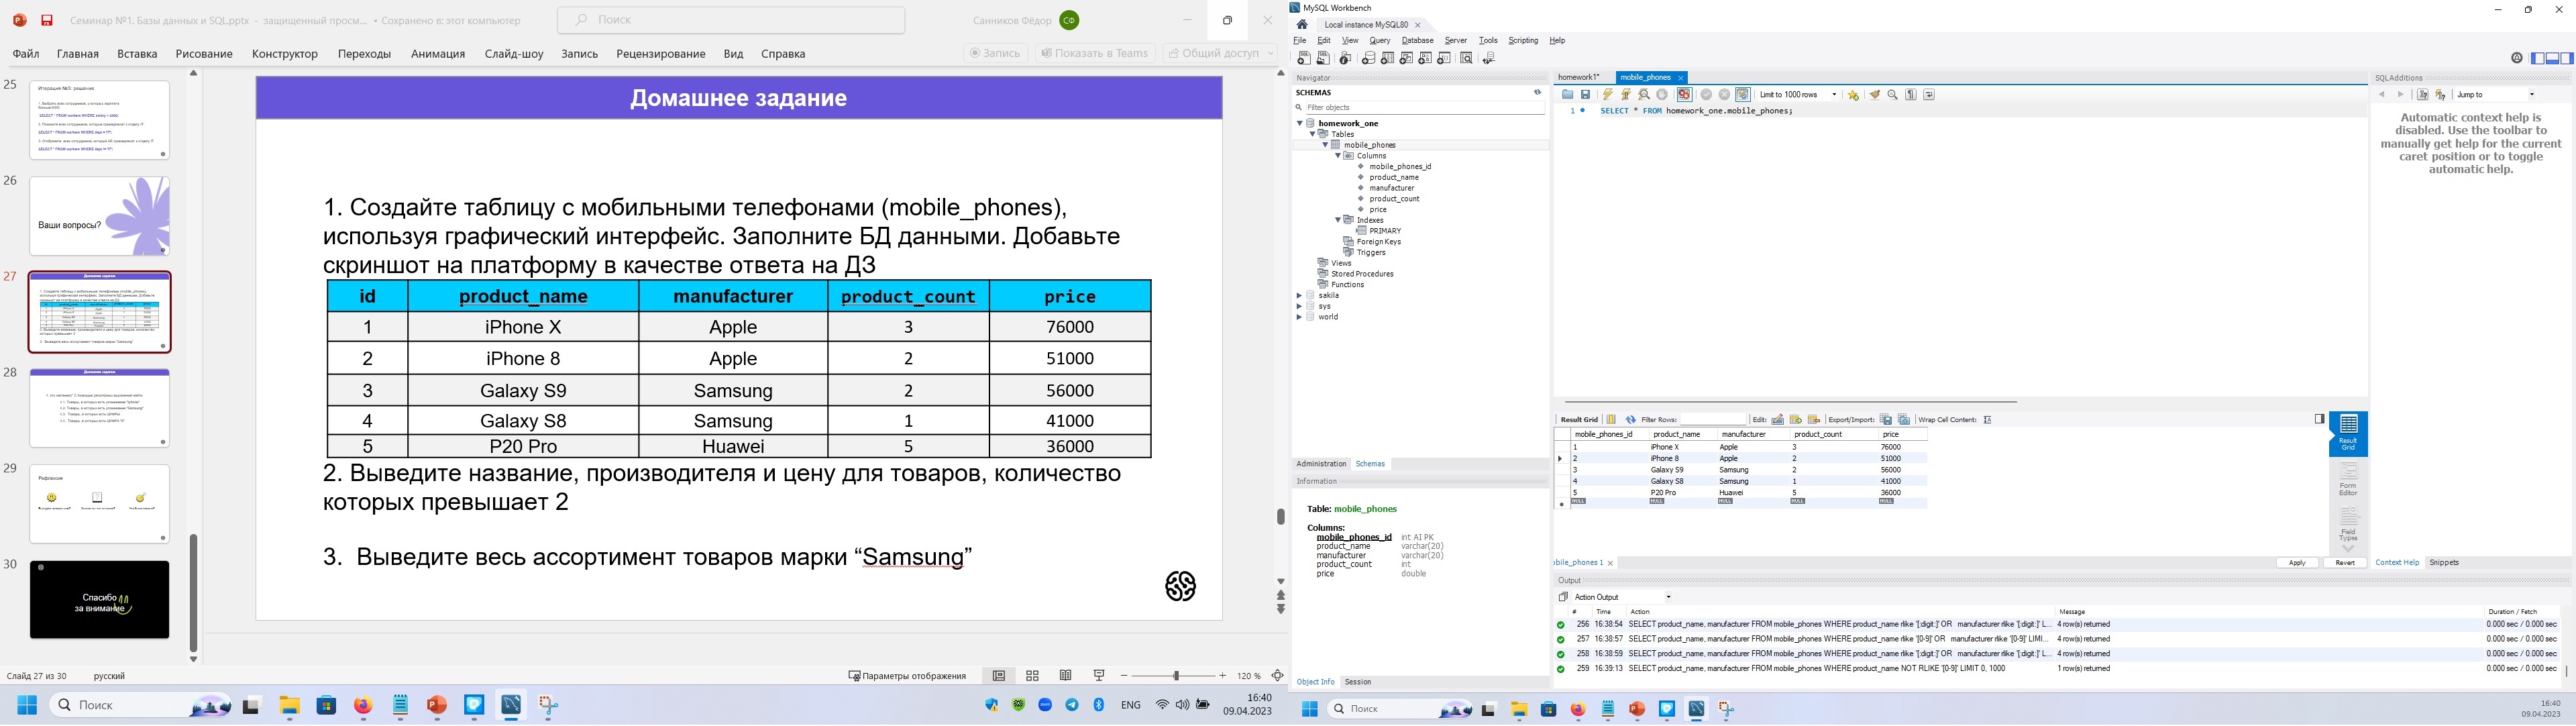 Семинар №1. Базы данных и SQL.pptx - защищенный просм... • Сохранено в: этот компьютер
Поиск
Санников Фёдор
СФ
Файл Главная Вставка Рисование Конструктор Переходы Анимация Слайд-шоу Запись Рецензирование Вид Справка
Запись
Показать в Teams
Общий доступ
25
26
Ваши вопросы?
27
28
29
Рефлексия
30
Спасибо
за внимание
Домашнее задание
1. Создайте таблицу с мобильными телефонами (mobile_phones),
используя графический интерфейс. Заполните БД данными. Добавьте
скриншот на платформу в качестве ответа на ДЗ
id product_name manufacturer product_count price
1 iPhone X Apple 3 76000
2 iPhone 8 Apple 2 51000
3 Galaxy S9 Samsung 2 56000
4 Galaxy S8 Samsung 1 41000
5 P20 Pro Huawei 5 36000
2. Выведите название, производителя и цену для товаров, количество
которых превышает 2
3. Выведите весь ассортимент товаров марки “Samsung”
Слайд 27 из 30 русский
Параметры отображения
120 %
Поиск
ENG
16:40
09.04.2023
MySQL Workbench
Local instance MySQL80
File Edit View Query Database Server Tools Scripting Help
Navigator
SCHEMAS
Filter objects
homework_one
Tables
mobile_phones
Columns
mobile_phones_id
product_name
manufacturer
product_count
price
Indexes
PRIMARY
Foreign Keys
Triggers
Views
Stored Procedures
Functions
sakila
sys
world
Administration Schemas
Information
Table: mobile_phones
Columns:
mobile_phones_id int AI PK
product_name varchar(20)
manufacturer varchar(20)
product_count int
price double
Object Info Session
homework1* mobile_phones
Limit to 1000 rows
1 SELECT * FROM homework_one.mobile_phones;
Result Grid Filter Rows: Edit: Export/Import: Wrap Cell Content:
mobile_phones_id product_name manufacturer product_count price
1 iPhone X Apple 3 76000
2 iPhone 8 Apple 2 51000
3 Galaxy S9 Samsung 2 56000
4 Galaxy S8 Samsung 1 41000
5 P20 Pro Huawei 5 36000
NULL NULL NULL NULL NULL
Result
Grid
Form
Editor
Field
Types
bile_phones 1
Apply Revert
Output
Action Output
# Time Action Message Duration / Fetch
256 16:38:54 SELECT product_name, manufacturer FROM mobile_phones WHERE product_name rlike '[:digit:]' OR manufacturer rlike '[:digit:]' L... 4 row(s) returned 0.000 sec / 0.000 sec
257 16:38:57 SELECT product_name, manufacturer FROM mobile_phones WHERE product_name rlike '[0-9]' OR manufacturer rlike '[0-9]' LIMI... 4 row(s) returned 0.000 sec / 0.000 sec
258 16:38:59 SELECT product_name, manufacturer FROM mobile_phones WHERE product_name rlike '[:digit:]' OR manufacturer rlike '[:digit:]' L... 4 row(s) returned 0.000 sec / 0.000 sec
259 16:39:13 SELECT product_name, manufacturer FROM mobile_phones WHERE product_name NOT RLIKE '[0-9]' LIMIT 0, 1000 1 row(s) returned 0.000 sec / 0.000 sec
SQLAdditions
Jump to
Automatic context help is
disabled. Use the toolbar to
manually get help for the current
caret position or to toggle
automatic help.
Context Help Snippets
Поиск
16:40
09.04.2023